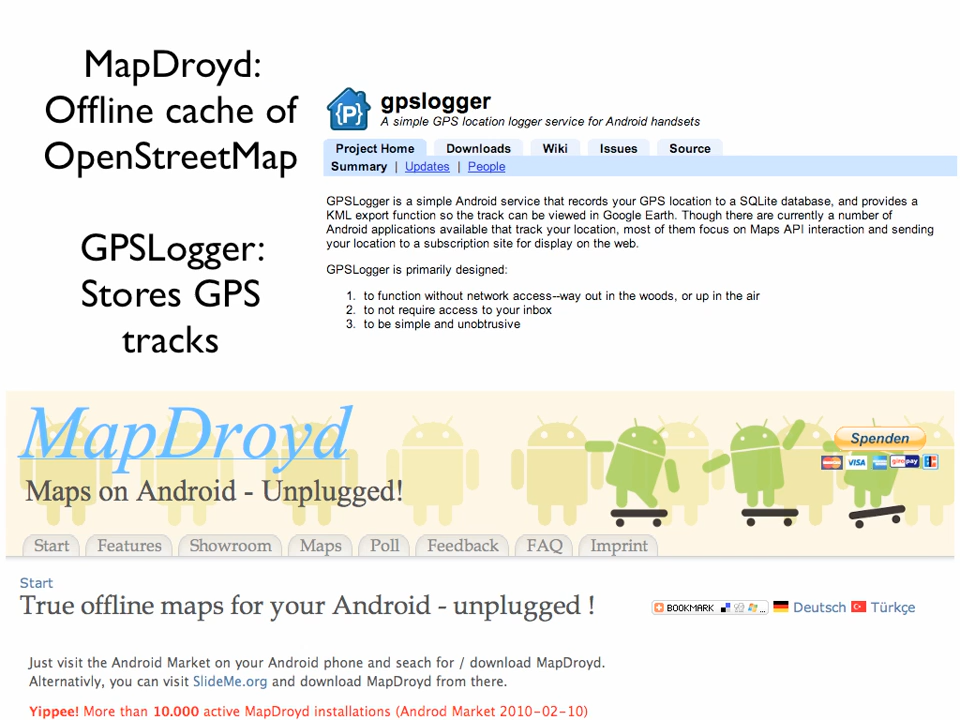 MapDroyd:
Offline cache of
OpenStreetMap
GPSLogger:
Stores GPS
tracks
{P}
gpslogger
A simple GPS location logger service for Android handsets
Project Home Downloads Wiki Issues Source
Summary | Updates | People
GPSLogger is a simple Android service that records your GPS location to a SQLite database, and provides a
KML export function so the track can be viewed in Google Earth. Though there are currently a number of
Android applications available that track your location, most of them focus on Maps API interaction and sending
your location to a subscription site for display on the web.
GPSLogger is primarily designed:
1. to function without network access--way out in the woods, or up in the air
2. to not require access to your inbox
3. to be simple and unobtrusive
MapDroyd
Maps on Android - Unplugged!
Spenden
VISA giropay
Start Features Showroom Maps Poll Feedback FAQ Imprint
Start
True offline maps for your Android - unplugged !
BOOKMARK ... Deutsch Türkçe
Just visit the Android Market on your Android phone and seach for / download MapDroyd.
Alternativly, you can visit SlideMe.org and download MapDroyd from there.
Yippee! More than 10.000 active MapDroyd installations (Androd Market 2010-02-10)